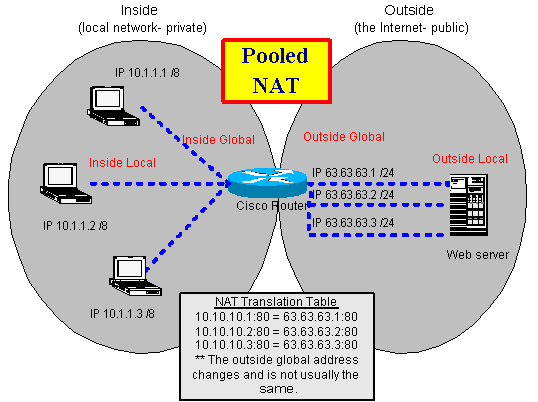 Inside
(local network- private)
Outside
(the Internet- public)
Pooled
NAT
IP 10.1.1.1 /8
Inside Global
Outside Global
Inside Local
Outside Local
IP 63.63.63.1 /24
IP 63.63.63.2 /24
Cisco Router
IP 10.1.1.2 /8
IP 63.63.63.3 /24
Web server
IP 10.1.1.3 /8
NAT Translation Table
10.10.10.1:80 = 63.63.63.1:80
10.10.10.2:80 = 63.63.63.2:80
10.10.10.3:80 = 63.63.63.3:80
** The outside global address
changes and is not usually the
same.